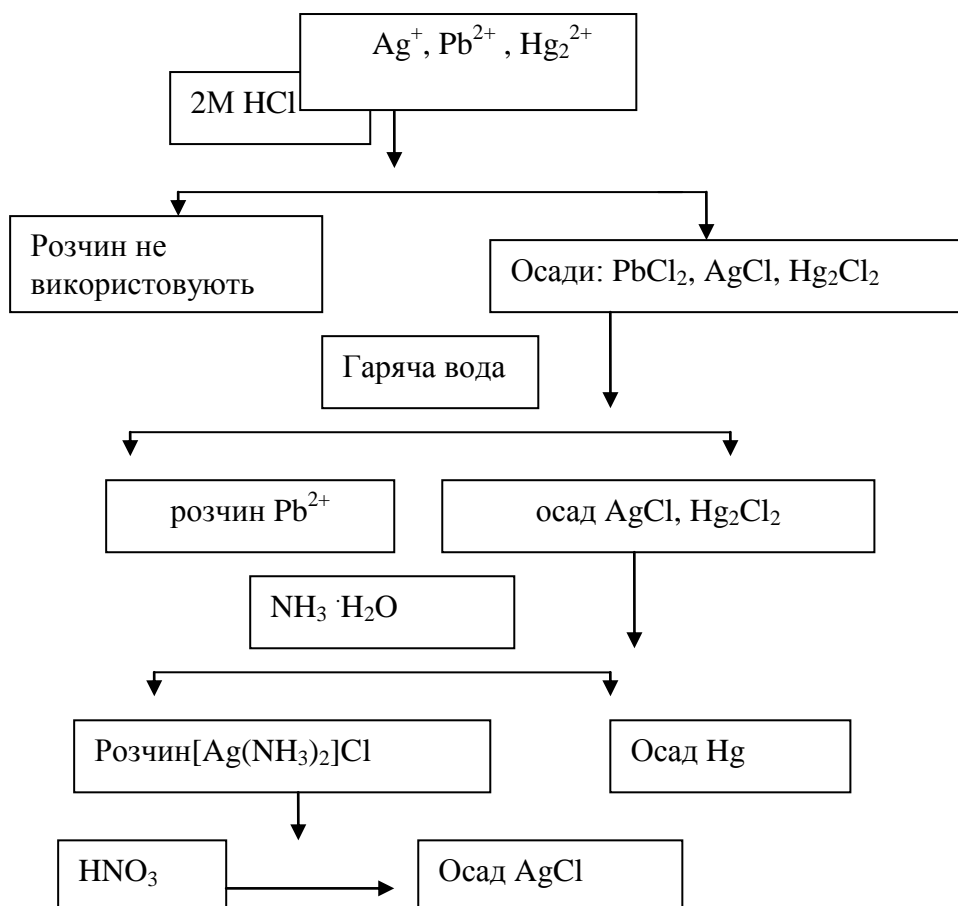 Ag⁺, Pb²⁺ , Hg₂²⁺
2M HCl
Розчин не
використовують
Осади: PbCl₂, AgCl, Hg₂Cl₂
Гаряча вода
розчин Pb²⁺
осад AgCl, Hg₂Cl₂
NH₃ ·H₂O
Розчин[Ag(NH₃)₂]Cl
Осад Hg
HNO₃
Осад AgCl